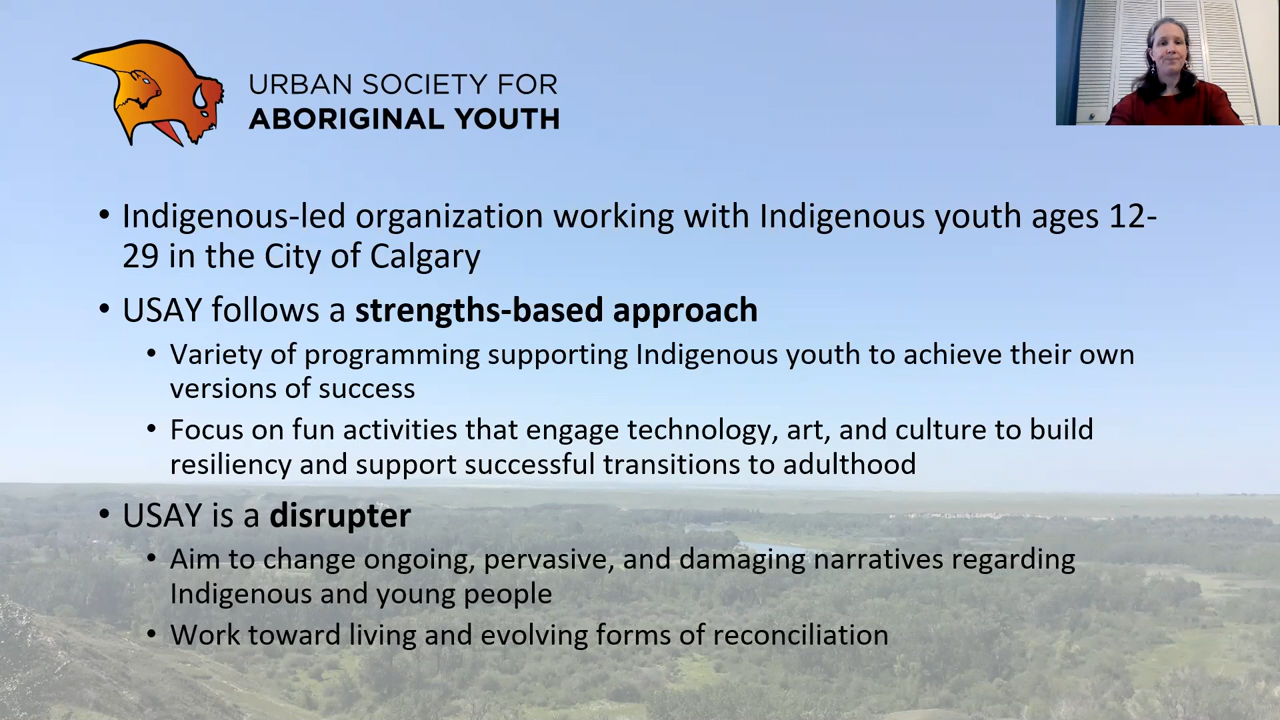 URBAN SOCIETY FOR
ABORIGINAL YOUTH
• Indigenous-led organization working with Indigenous youth ages 12-
29 in the City of Calgary
• USAY follows a strengths-based approach
• Variety of programming supporting Indigenous youth to achieve their own
versions of success
• Focus on fun activities that engage technology, art, and culture to build
resiliency and support successful transitions to adulthood
• USAY is a disrupter
• Aim to change ongoing, pervasive, and damaging narratives regarding
Indigenous and young people
• Work toward living and evolving forms of reconciliation